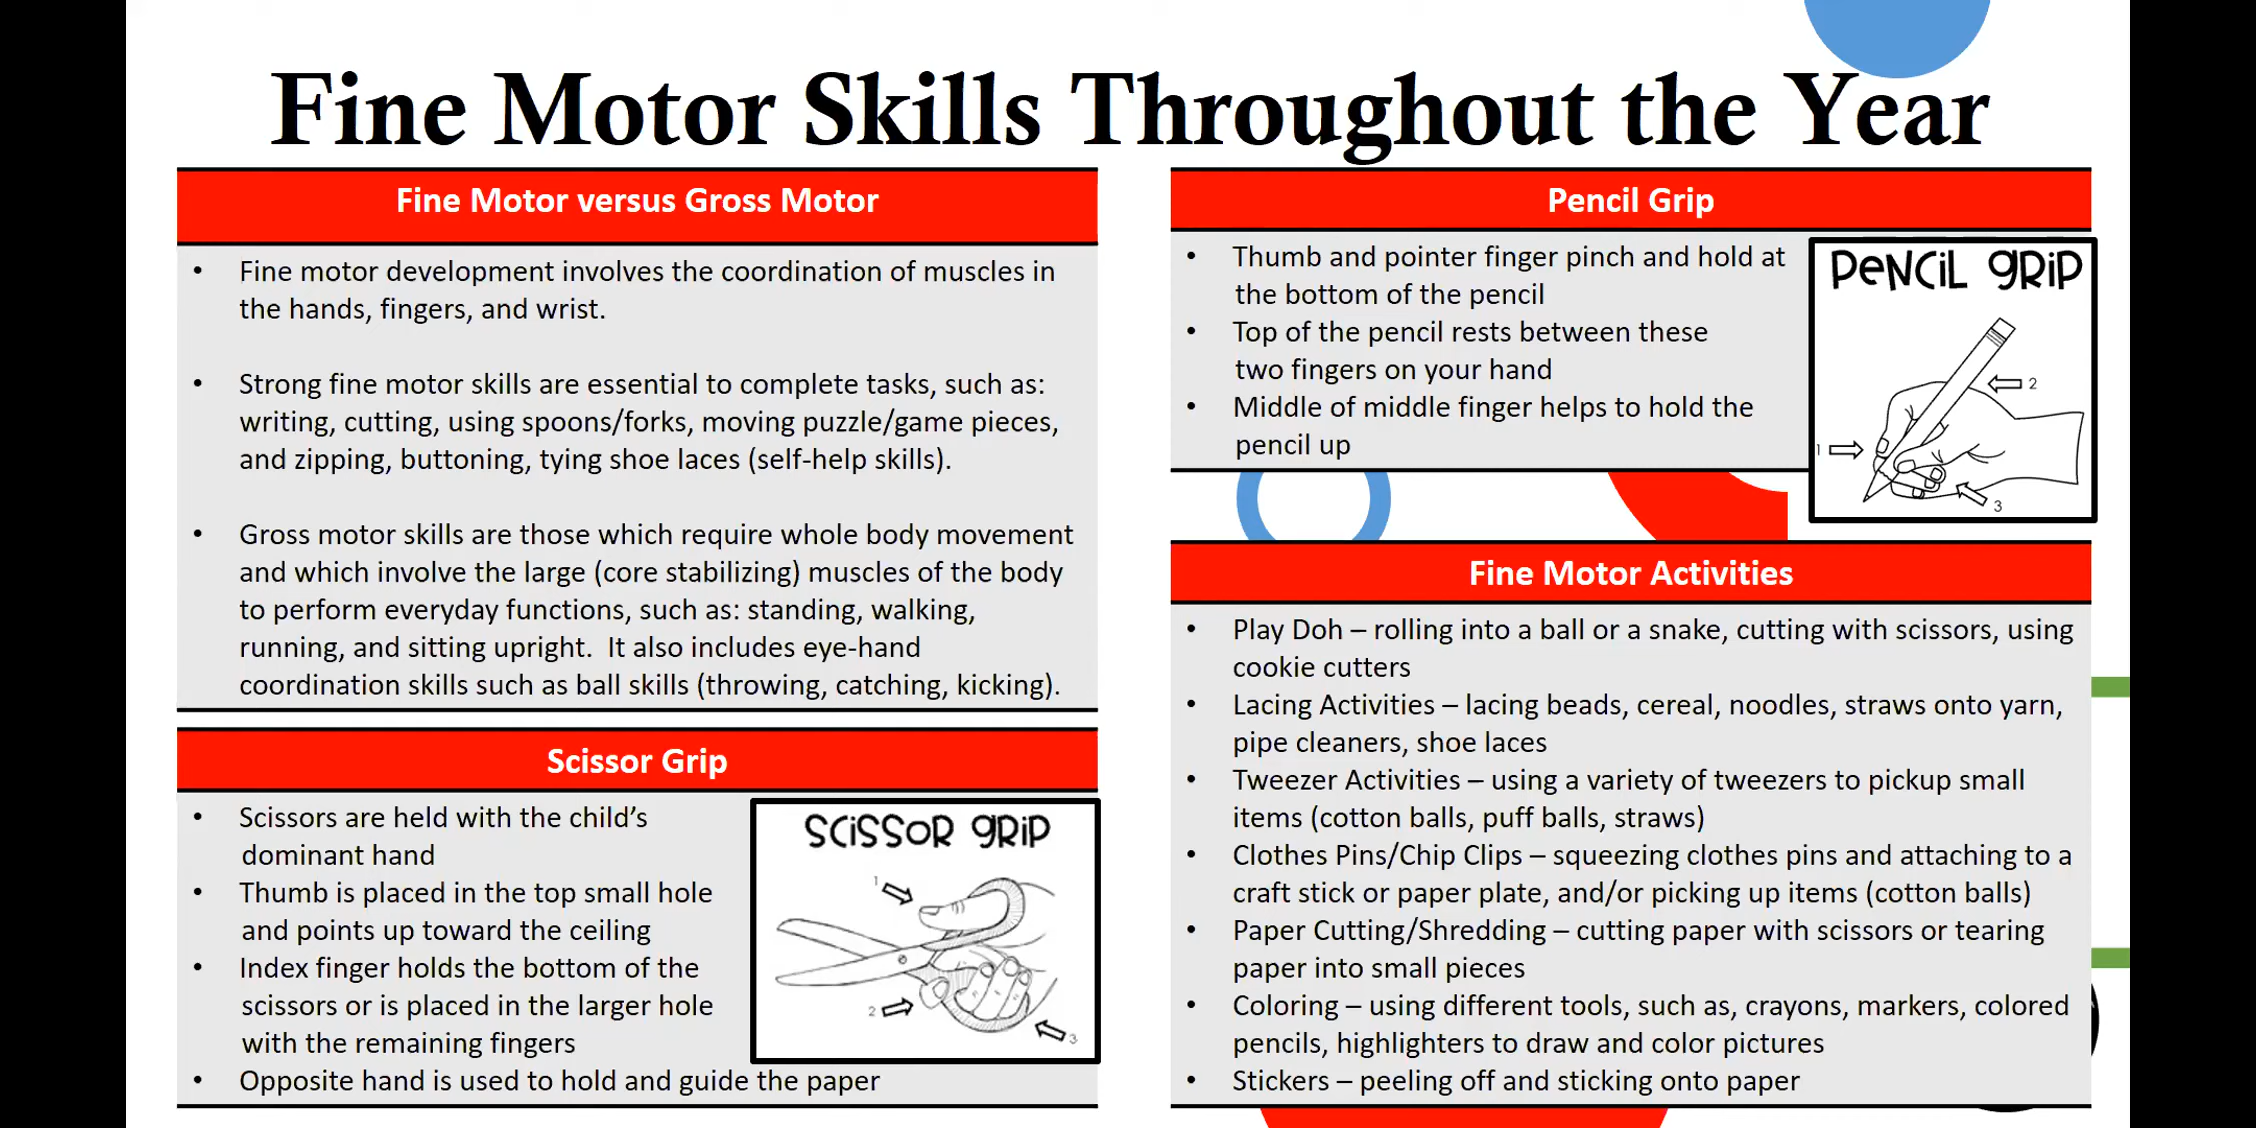 Fine Motor Skills Throughout the Year
Fine Motor versus Gross Motor
• Fine motor development involves the coordination of muscles in
the hands, fingers, and wrist.
• Strong fine motor skills are essential to complete tasks, such as:
writing, cutting, using spoons/forks, moving puzzle/game pieces,
and zipping, buttoning, tying shoe laces (self-help skills).
• Gross motor skills are those which require whole body movement
and which involve the large (core stabilizing) muscles of the body
to perform everyday functions, such as: standing, walking,
running, and sitting upright.  It also includes eye-hand
coordination skills such as ball skills (throwing, catching, kicking).
Scissor Grip
• Scissors are held with the child’s
dominant hand
• Thumb is placed in the top small hole
and points up toward the ceiling
• Index finger holds the bottom of the
scissors or is placed in the larger hole
with the remaining fingers
• Opposite hand is used to hold and guide the paper
SCISSOR GRIP
1
2
3
Pencil Grip
• Thumb and pointer finger pinch and hold at
the bottom of the pencil
• Top of the pencil rests between these
two fingers on your hand
• Middle of middle finger helps to hold the
pencil up
PENCIL GRIP
2
1
3
Fine Motor Activities
• Play Doh – rolling into a ball or a snake, cutting with scissors, using
cookie cutters
• Lacing Activities – lacing beads, cereal, noodles, straws onto yarn,
pipe cleaners, shoe laces
• Tweezer Activities – using a variety of tweezers to pickup small
items (cotton balls, puff balls, straws)
• Clothes Pins/Chip Clips – squeezing clothes pins and attaching to a
craft stick or paper plate, and/or picking up items (cotton balls)
• Paper Cutting/Shredding – cutting paper with scissors or tearing
paper into small pieces
• Coloring – using different tools, such as, crayons, markers, colored
pencils, highlighters to draw and color pictures
• Stickers – peeling off and sticking onto paper